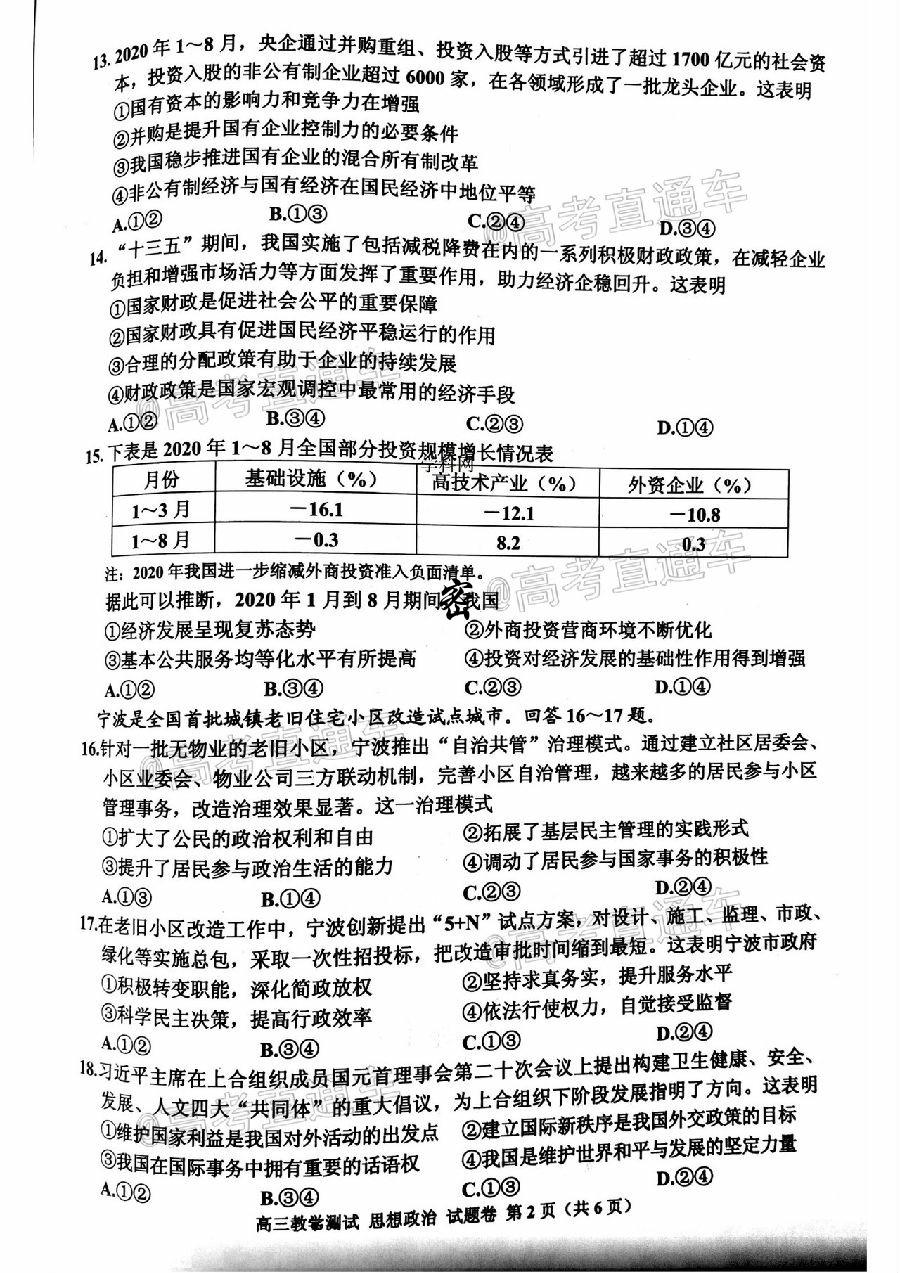 13. 2020 年 1～8 月，央企通过并购重组、投资入股等方式引进了超过 1700 亿元的社会资
本，投资入股的非公有制企业超过 6000 家，在各领域形成了一批龙头企业。这表明
①国有资本的影响力和竞争力在增强
②并购是提升国有企业控制力的必要条件
③我国稳步推进国有企业的混合所有制改革
④非公有制经济与国有经济在国民经济中地位平等
A.①② B.①③ C.②④ D.③④
@高考直通车
14. “十三五”期间，我国实施了包括减税降费在内的一系列积极财政政策，在减轻企业
负担和增强市场活力等方面发挥了重要作用，助力经济企稳回升。这表明
①国家财政是促进社会公平的重要保障
②国家财政具有促进国民经济平稳运行的作用
③合理的分配政策有助于企业的持续发展
④财政政策是国家宏观调控中最常用的经济手段
@高考直通车
A.①② B.③④ C.②③ D.①④
15. 下表是 2020 年 1～8 月全国部分投资规模增长情况表
学科网
月份 基础设施（%） 高技术产业（%） 外资企业（%）
1～3 月 －16.1 －12.1 －10.8
1～8 月 －0.3 8.2 0.3
注：2020 年我国进一步缩减外商投资准入负面清单。
@高考直通车
据此可以推断，2020 年 1 月到 8 月期间，我国
密
①经济发展呈现复苏态势 ②外商投资营商环境不断优化
③基本公共服务均等化水平有所提高 ④投资对经济发展的基础性作用得到增强
A.①② B.③④ C.②③ D.①④
宁波是全国首批城镇老旧住宅小区改造试点城市。回答 16～17 题。
@高考直通车
16.针对一批无物业的老旧小区，宁波推出“自治共管”治理模式。通过建立社区居委会、
小区业委会、物业公司三方联动机制，完善小区自治管理，越来越多的居民参与小区
管理事务，改造治理效果显著。这一治理模式
①扩大了公民的政治权利和自由 ②拓展了基层民主管理的实践形式
③提升了居民参与政治生活的能力 ④调动了居民参与国家事务的积极性
A.①③ B.①④ C.②③ D.②④
17.在老旧小区改造工作中，宁波创新提出“5+N”试点方案，对设计、施工、监理、市政、
绿化等实施总包，采取一次性招投标，把改造审批时间缩到最短。这表明宁波市政府
@高考直通车
①积极转变职能，深化简政放权 ②坚持求真务实，提升服务水平
③科学民主决策，提高行政效率 ④依法行使权力，自觉接受监督
A.①② B.③④ C.①③ D.②④
18.习近平主席在上合组织成员国元首理事会第二十次会议上提出构建卫生健康、安全、
发展、人文四大“共同体”的重大倡议，为上合组织下阶段发展指明了方向。这表明
@高考直通车
①维护国家利益是我国对外活动的出发点 ②建立国际新秩序是我国外交政策的目标
③我国在国际事务中拥有重要的话语权 ④我国是维护世界和平与发展的坚定力量
A.①② B.③④ C.①③ D.②④
高三教学测试 思想政治 试题卷 第 2 页（共 6 页）